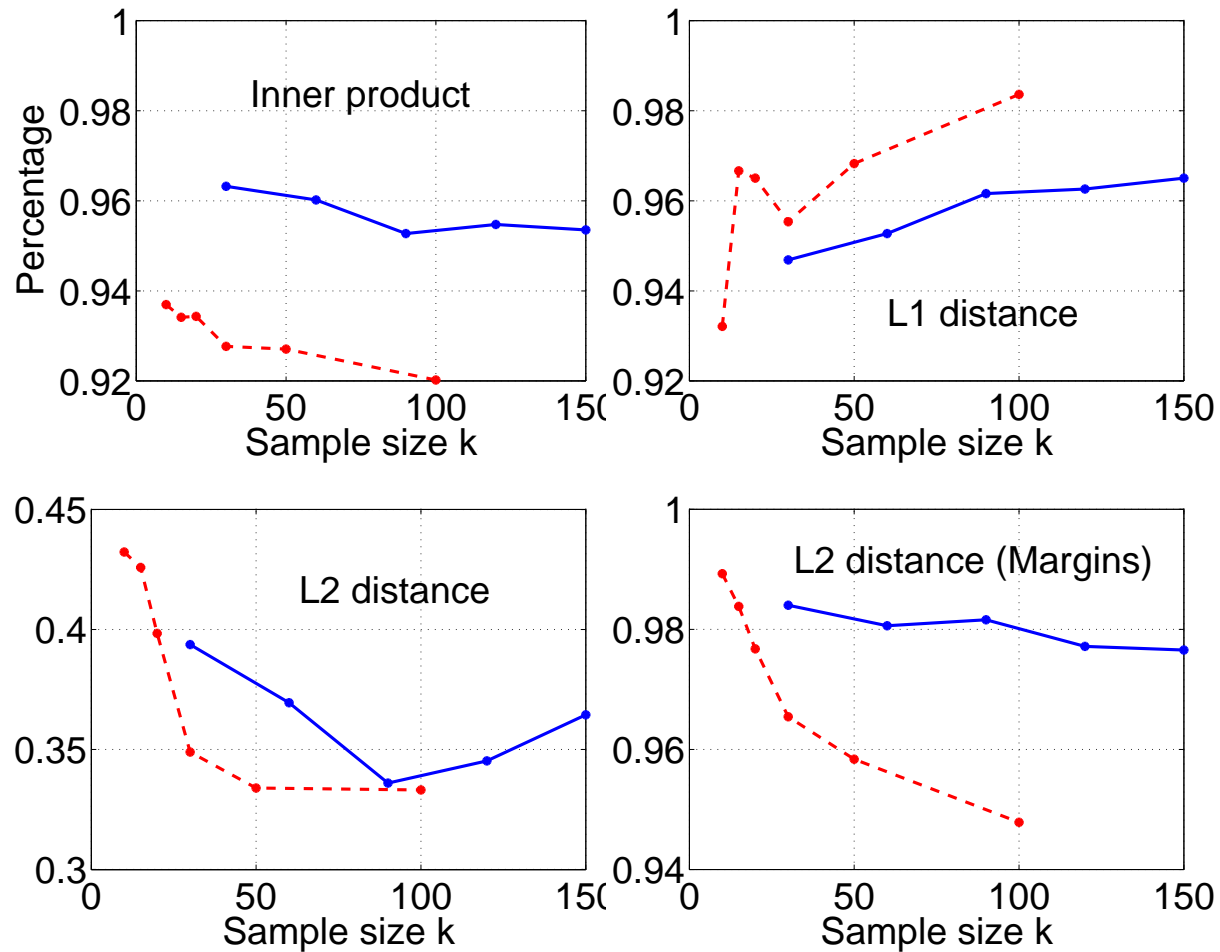 1
0.98
0.96
0.94
0.92
Percentage
Inner product
0 50 100 150
Sample size k
1
0.98
0.96
0.94
0.92
L1 distance
0 50 100 150
Sample size k
0.45
0.4
0.35
0.3
L2 distance
0 50 100 150
Sample size k
1
0.98
0.96
0.94
L2 distance (Margins)
0 50 100 150
Sample size k